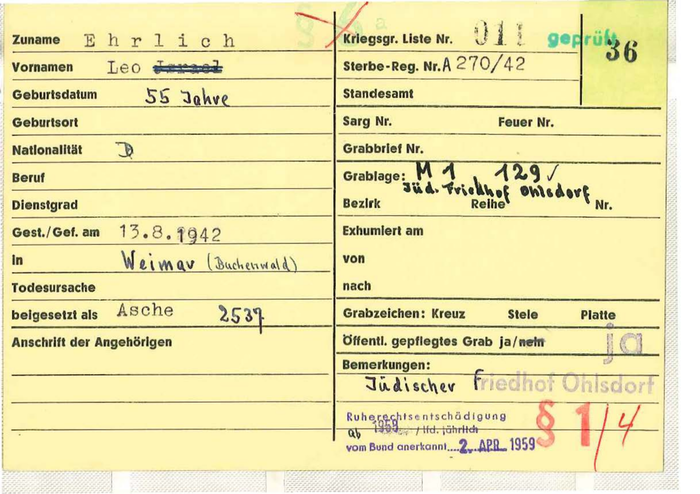 Zuname Ehrlich
Vornamen Leo Israel
Geburtsdatum 55 Jahre
Geburtsort
Nationalität D
Beruf
Dienstgrad
Gest./Gef. am 13.8.1942
in Weimar (Buchenwald)
Todesursache
beigesetzt als Asche 2537
Anschrift der Angehörigen
Kriegsgr. Liste Nr. 011 geprüft 36
Sterbe-Reg. Nr. A 270/42
Standesamt
Sarg Nr. Feuer Nr.
Grabbrief Nr.
Grablage: M 1 129 ✓
Jüd. Friedhof Ohlsdorf
Bezirk Reihe Nr.
Exhumiert am
von
nach
Grabzeichen: Kreuz Stele Platte
Öffentl. gepflegtes Grab ja/nein ja
Bemerkungen:
Jüdischer Friedhof Ohlsdorf
Ruherechtsentschädigung
ab 1959 / lfd. jährlich
vom Bund anerkannt 2. APR. 1959
§ 1/4